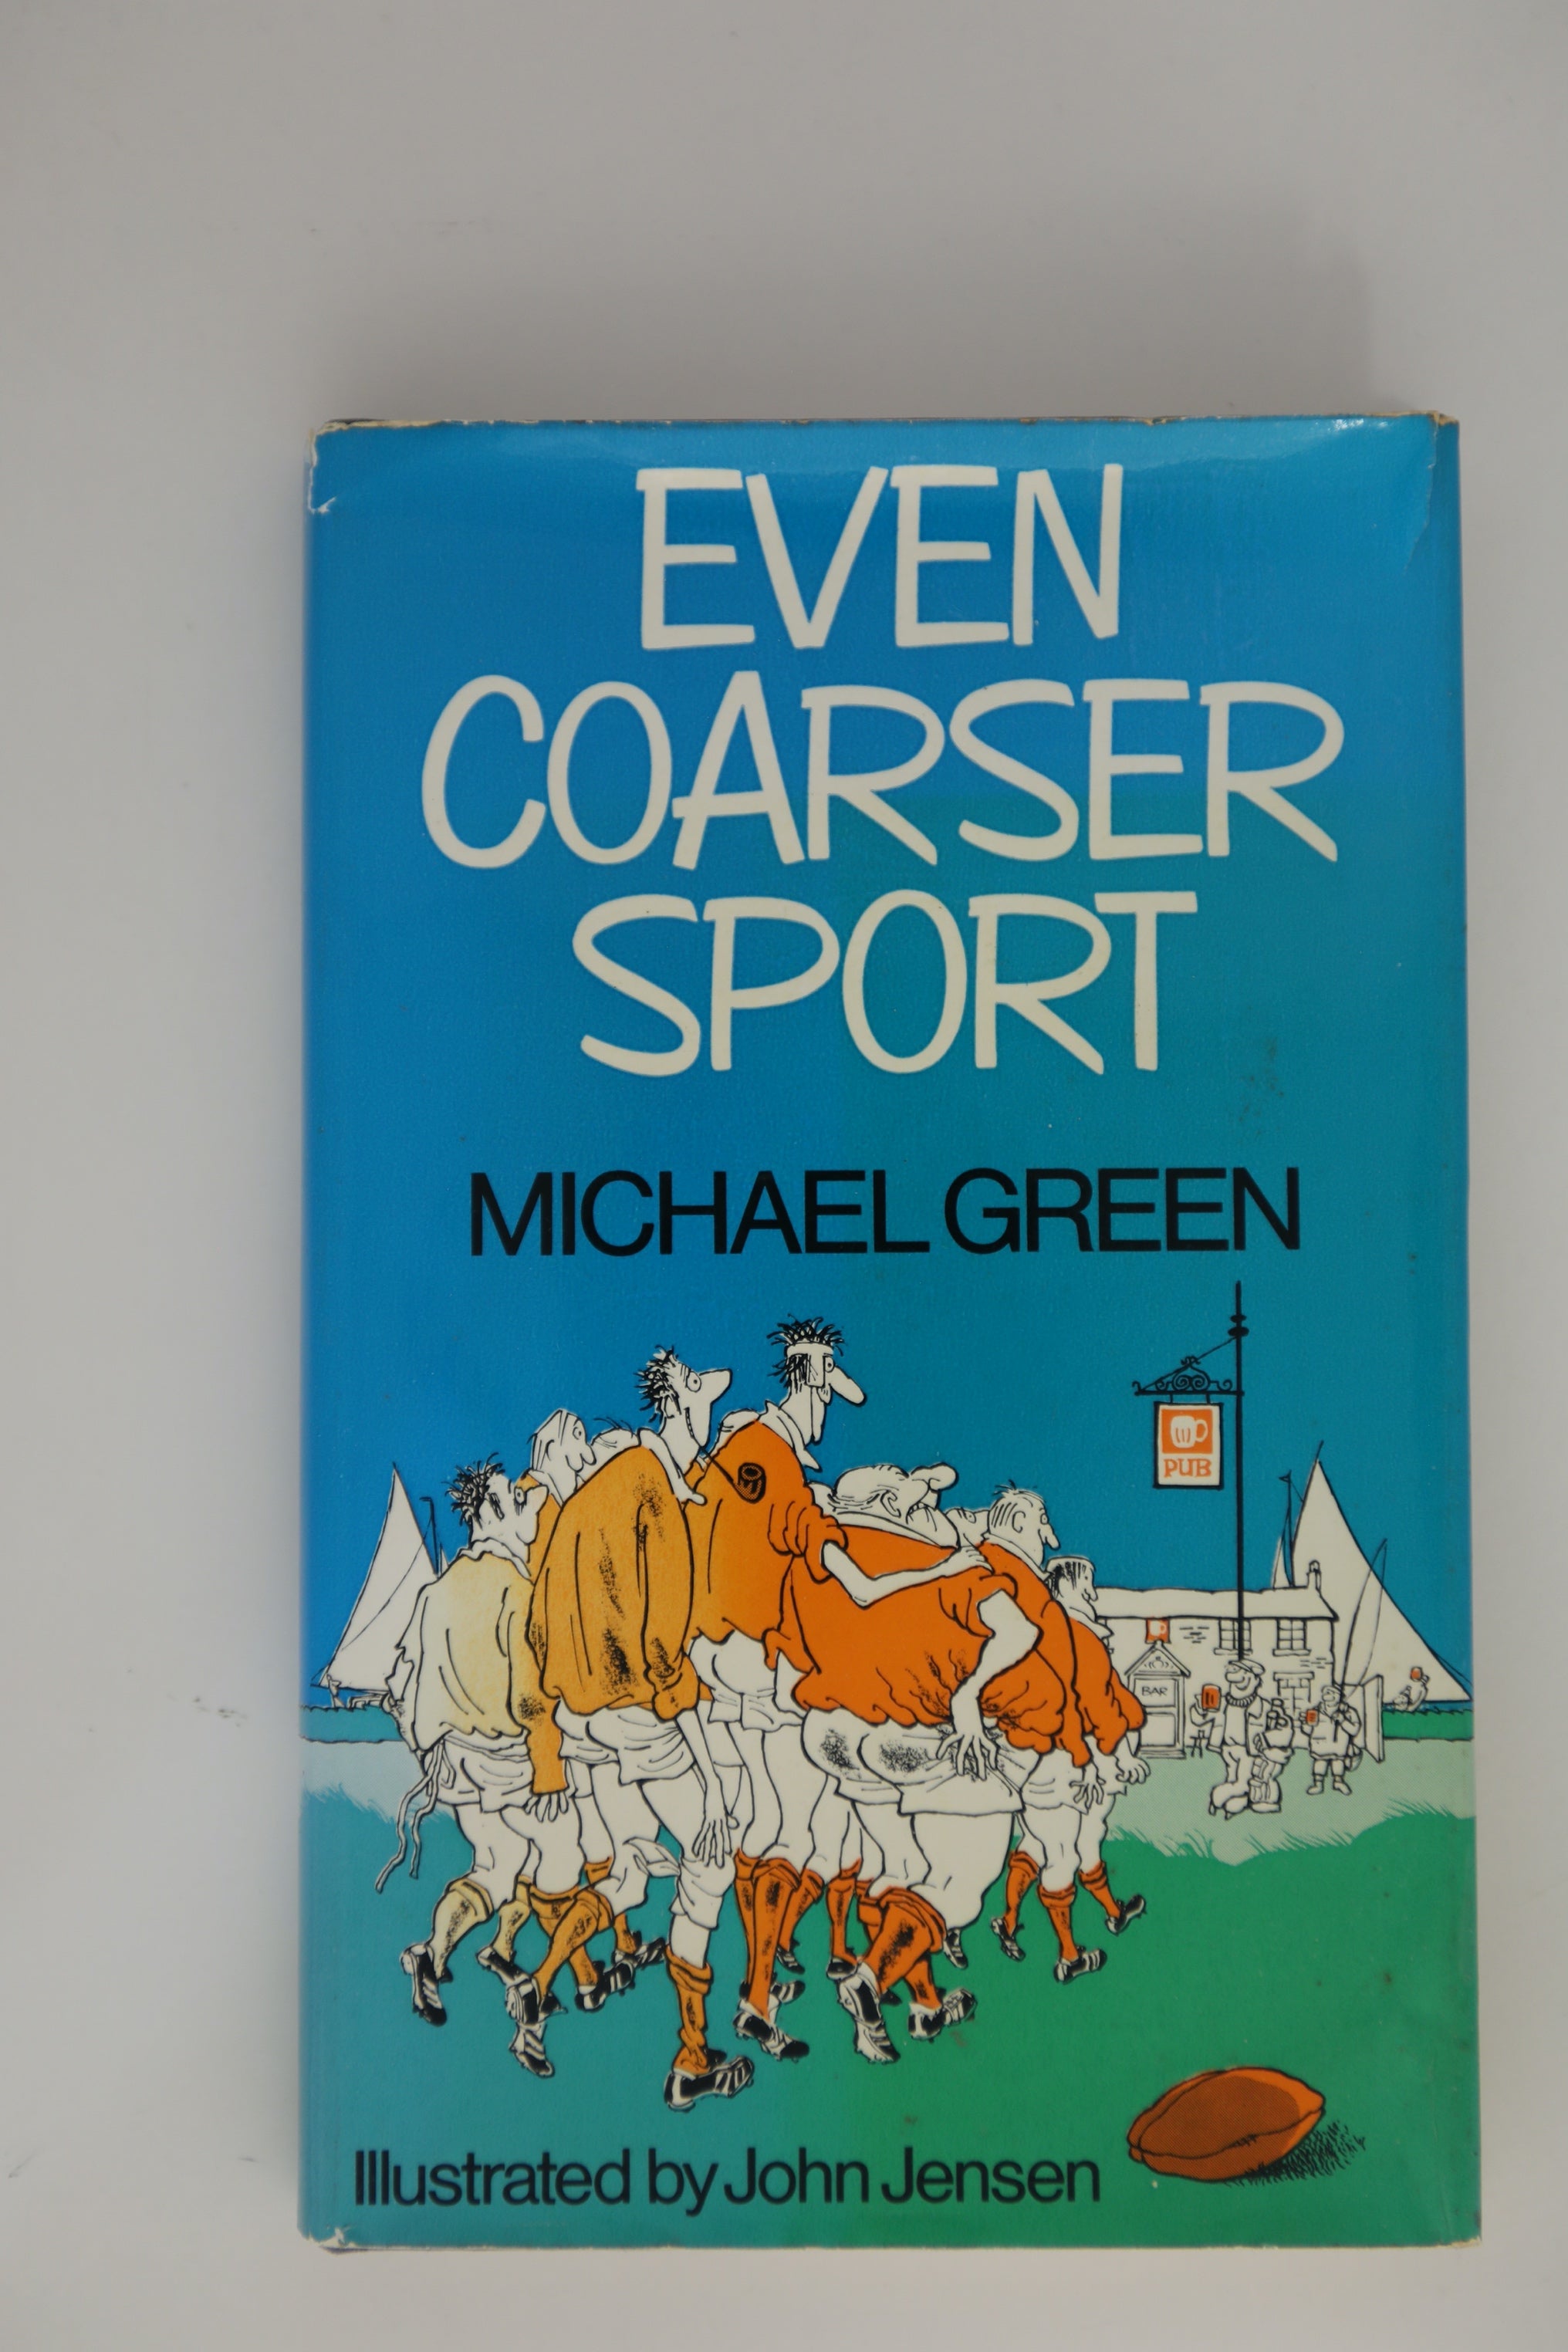 EVEN
COARSER
SPORT
MICHAEL GREEN
PUB
BAR
Illustrated by John Jensen